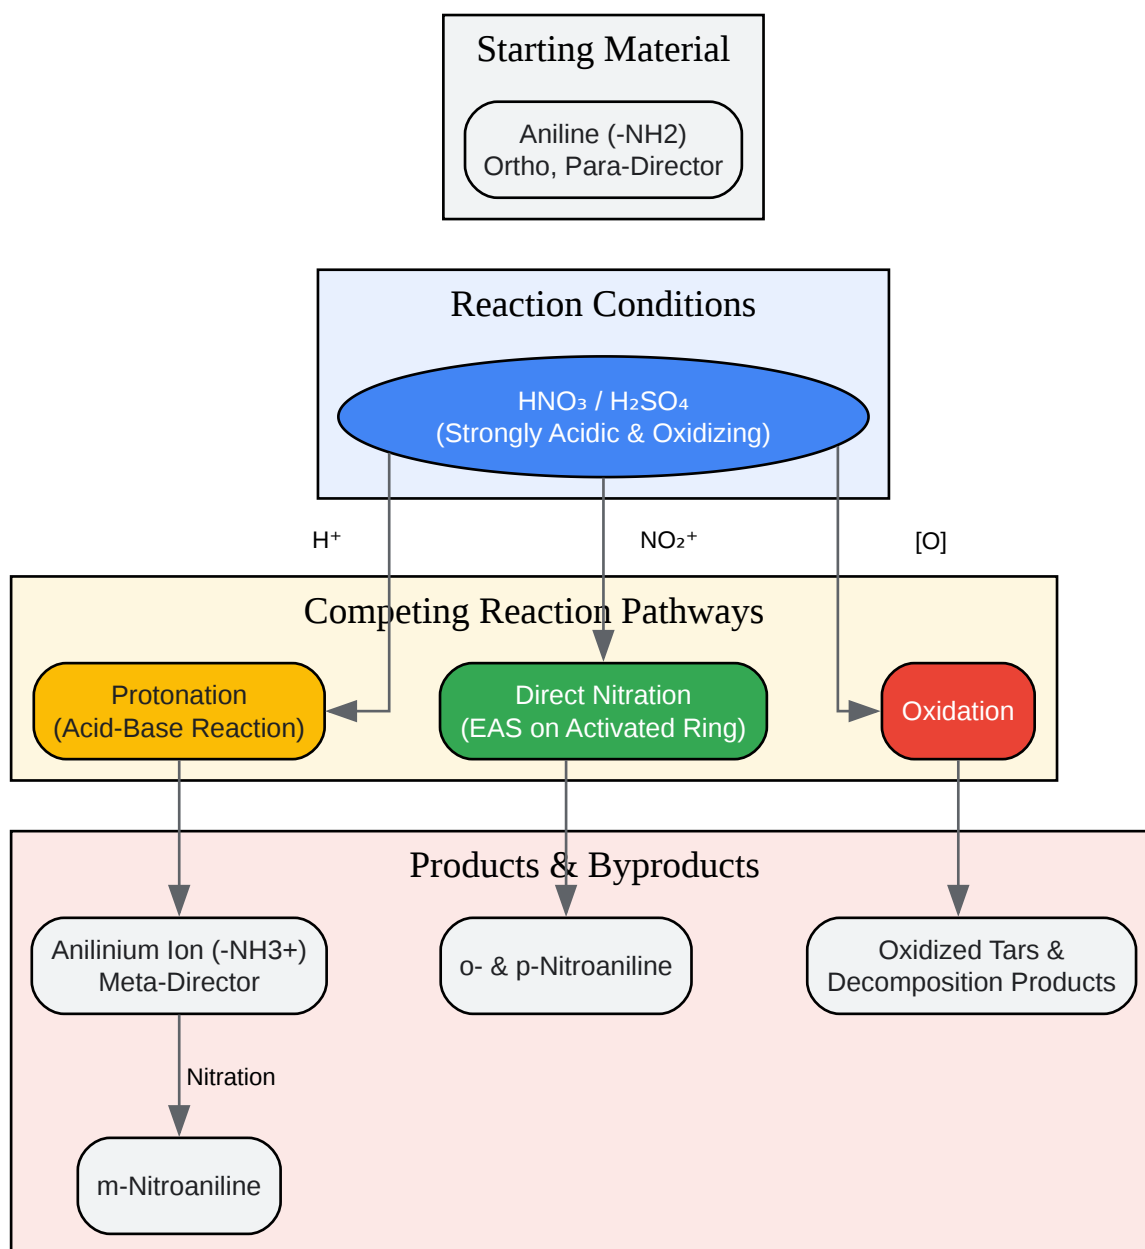 Starting Material
Aniline (-NH2)
Ortho, Para-Director
Reaction Conditions
HNO₃ / H₂SO₄
(Strongly Acidic & Oxidizing)
H⁺
NO₂⁺
[O]
Competing Reaction Pathways
Protonation
(Acid-Base Reaction)
Direct Nitration
(EAS on Activated Ring)
Oxidation
Products & Byproducts
Anilinium Ion (-NH3+)
Meta-Director
o- & p-Nitroaniline
Oxidized Tars &
Decomposition Products
Nitration
m-Nitroaniline